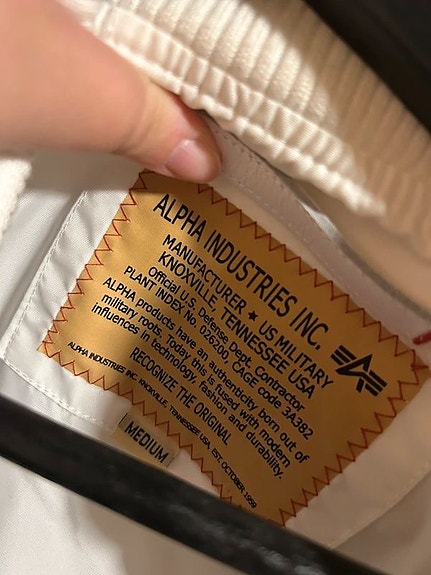 ALPHA INDUSTRIES INC.
MANUFACTURER ★ US MILITARY
KNOXVILLE, TENNESSEE USA
Official U.S. Defense Dept. Contractor
PLANT INDEX No. 026200, CAGE code 3A382
ALPHA products have an authenticity, born out of
military roots. Today this is fused with modern
influences in technology, fashion and durability.
RECOGNIZE THE ORIGINAL
ALPHA INDUSTRIES INC. KNOXVILLE, TENNESSEE USA, EST. OCTOBER 1959
MEDIUM